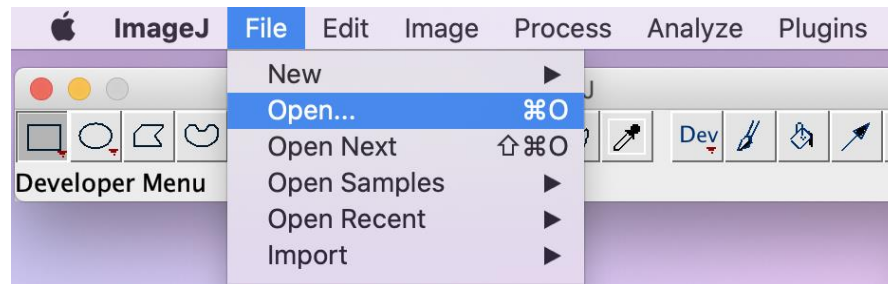 ImageJ File Edit Image Process Analyze Plugins
New
J
Open... ⌘O
Open Next ⇧⌘O
Dev
Open Samples
Developer Menu
Open Recent
Import